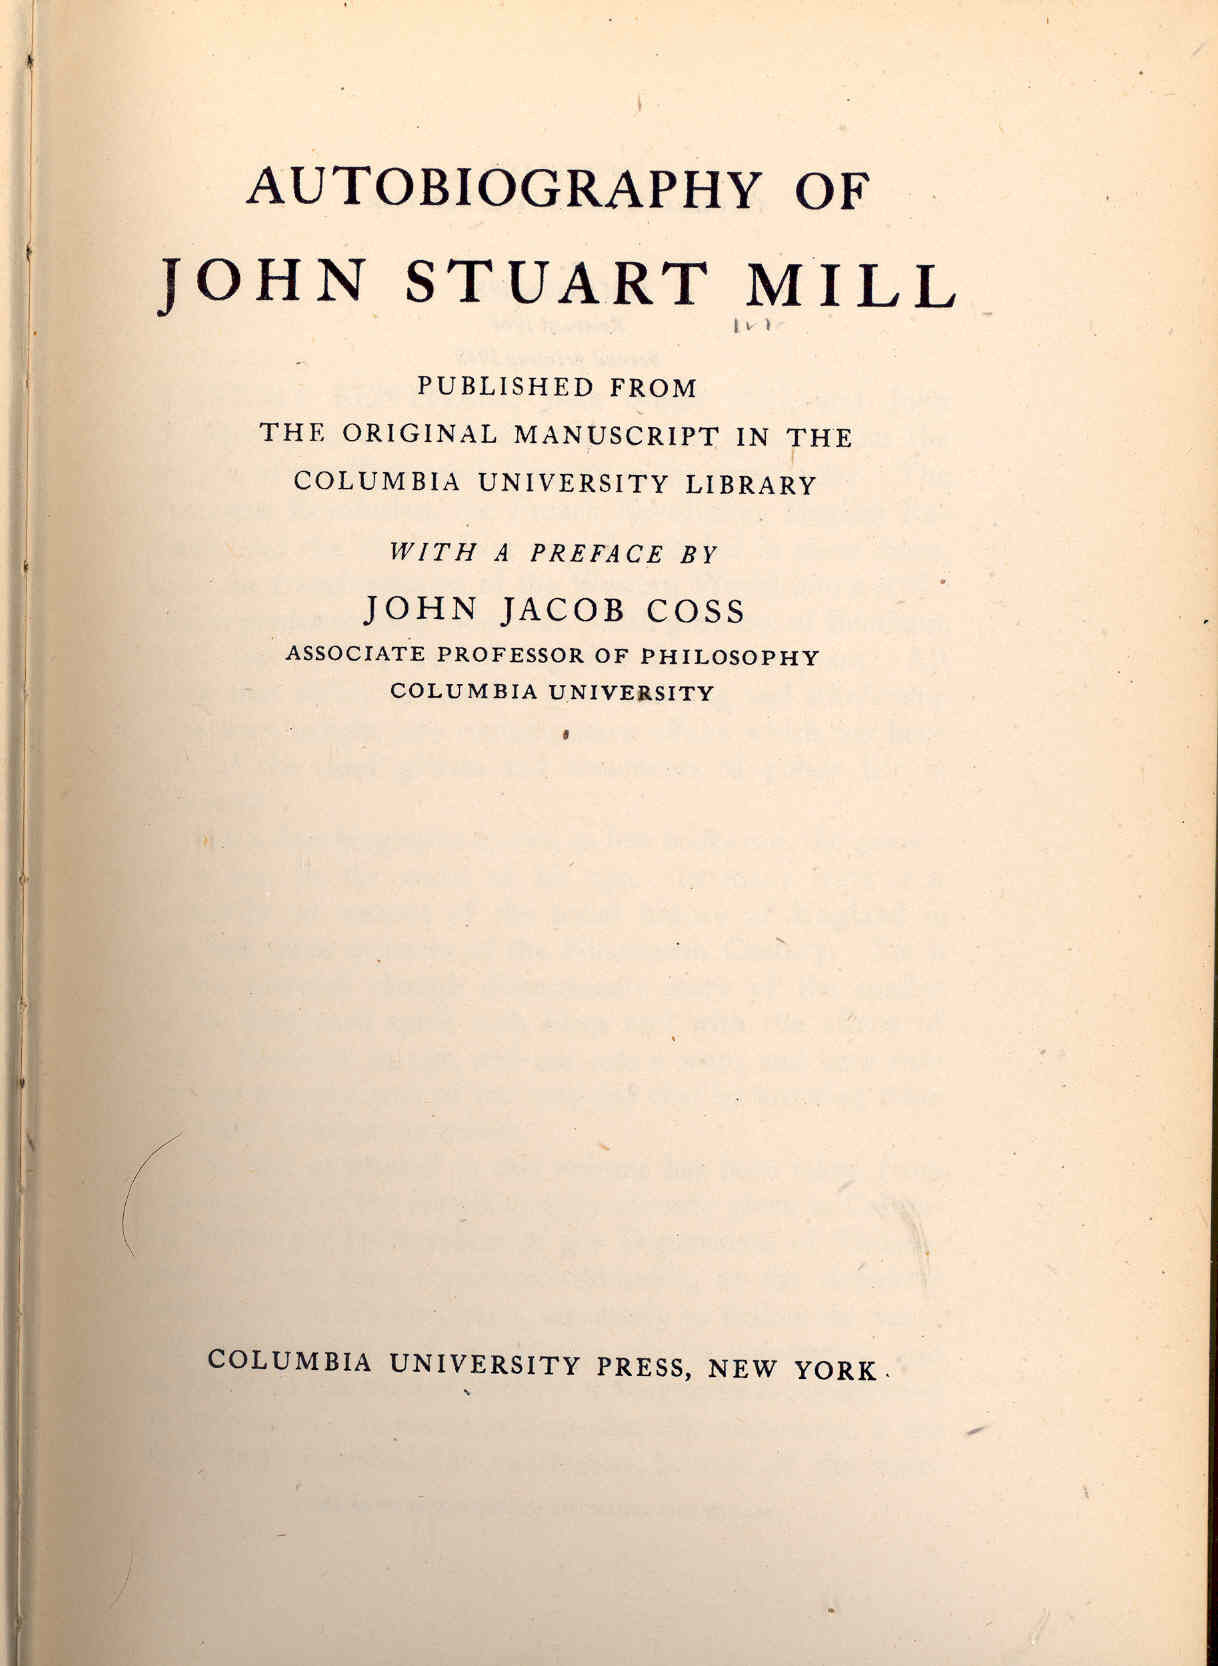 AUTOBIOGRAPHY OF
JOHN STUART MILL
PUBLISHED FROM
THE ORIGINAL MANUSCRIPT IN THE
COLUMBIA UNIVERSITY LIBRARY
WITH A PREFACE BY
JOHN JACOB COSS
ASSOCIATE PROFESSOR OF PHILOSOPHY
COLUMBIA UNIVERSITY
COLUMBIA UNIVERSITY PRESS, NEW YORK